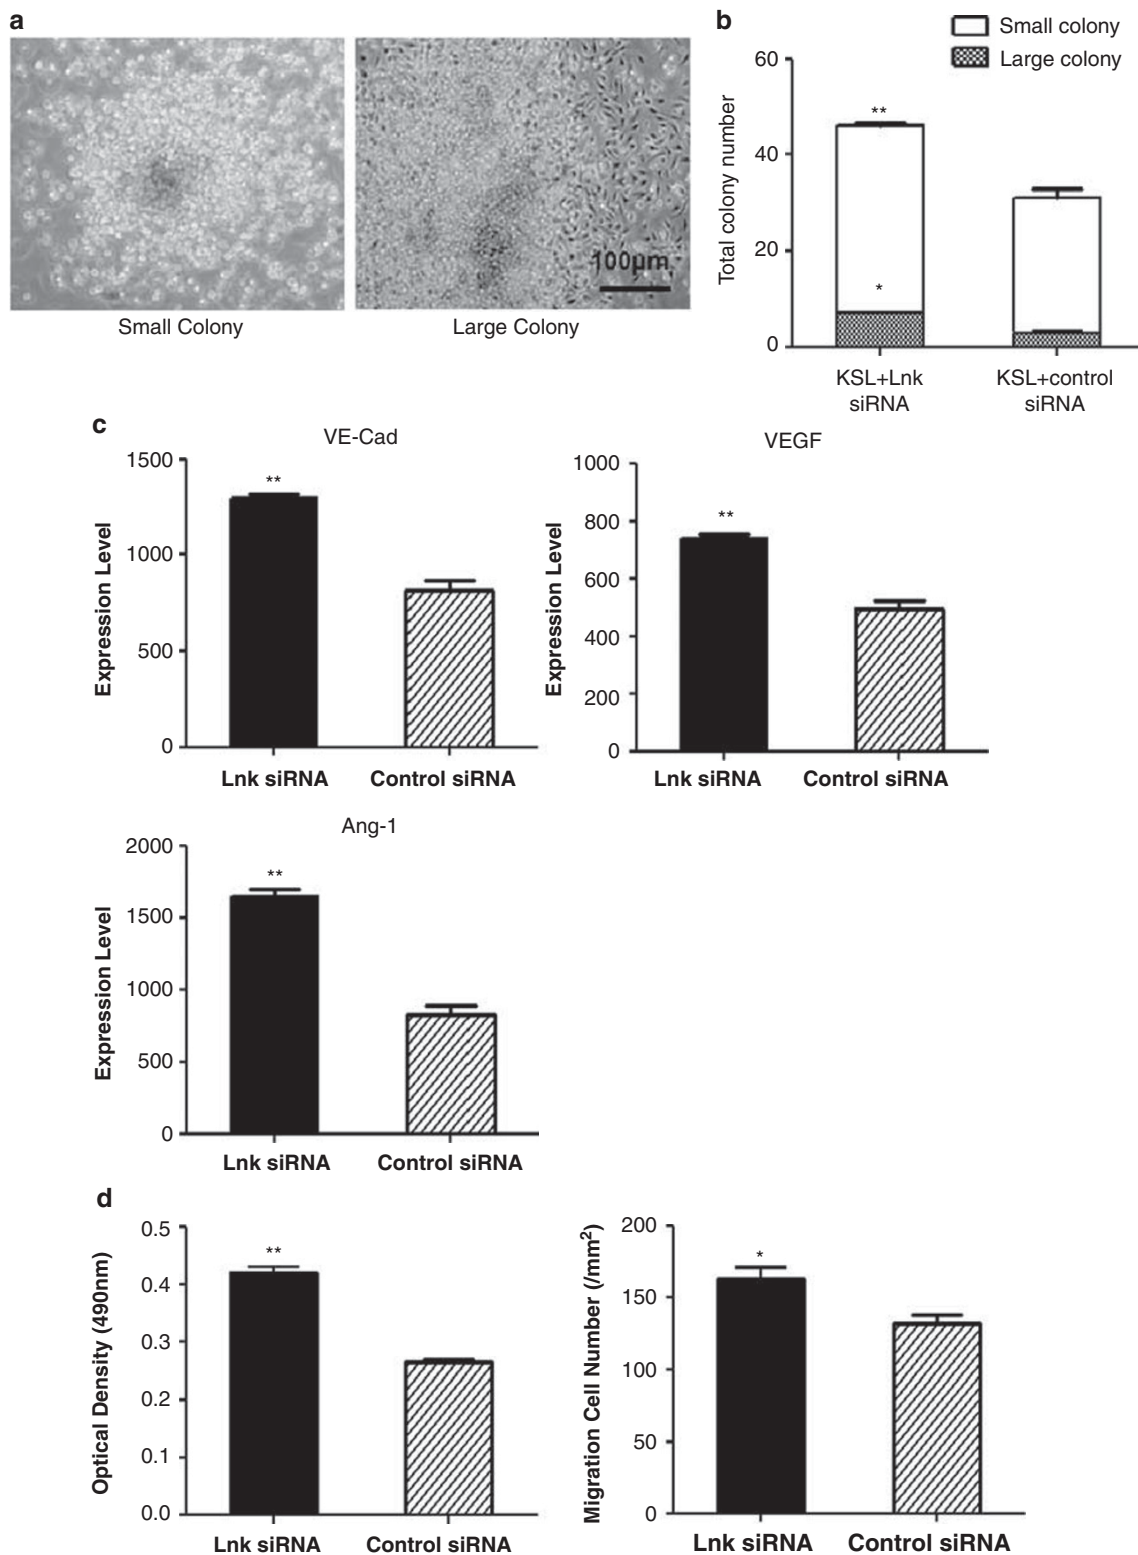 a
100µm
Small Colony
Large Colony
b
Small colony
Large colony
Total colony number
60
40
20
0
**
*
KSL+Lnk
siRNA
KSL+control
siRNA
c
VE-Cad
Expression Level
1500
1000
500
0
**
Lnk siRNA
Control siRNA
VEGF
Expression Level
1000
800
600
400
200
0
**
Lnk siRNA
Control siRNA
Ang-1
Expression Level
2000
1500
1000
500
0
**
Lnk siRNA
Control siRNA
d
Optical Density (490nm)
0.5
0.4
0.3
0.2
0.1
0.0
**
Lnk siRNA
Control siRNA
Migration Cell Number (/mm²)
200
150
100
50
0
*
Lnk siRNA
Control siRNA